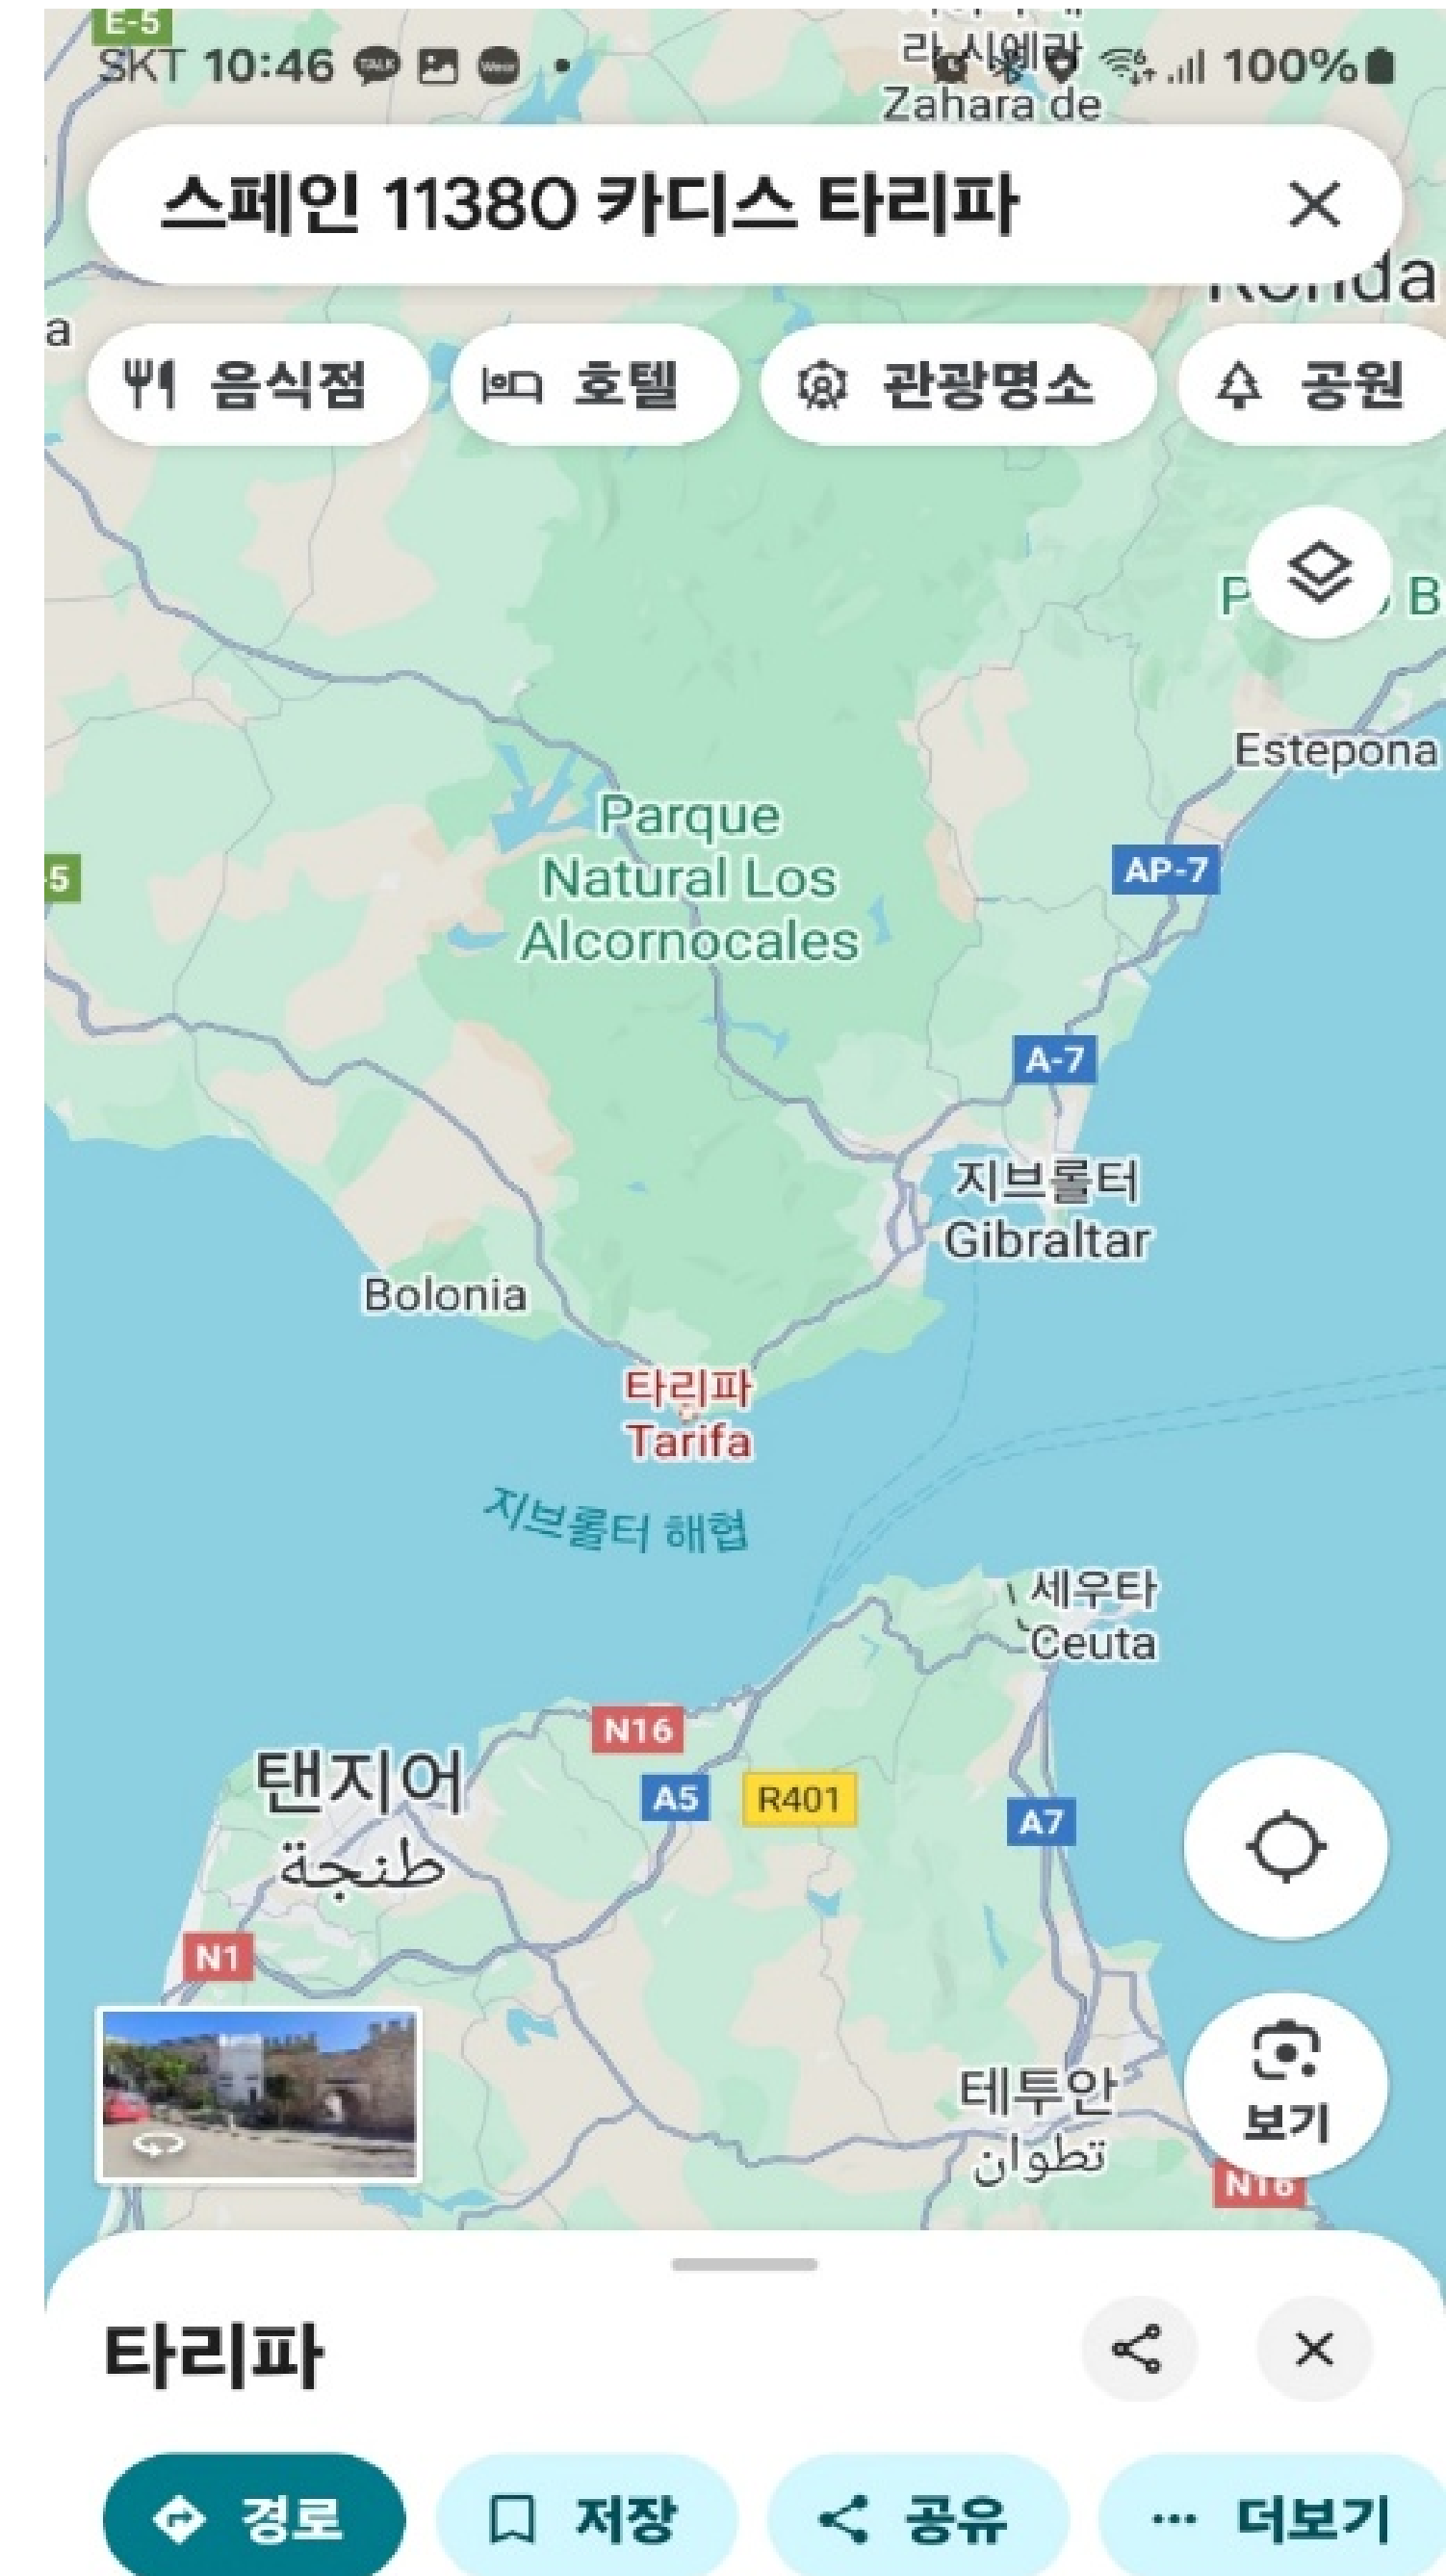 E-5
SKT 10:46
100%
Zahara de
스페인 11380 카디스 타리파
Ronda
a
음식점
호텔
관광명소
공원
Estepona
Parque
Natural Los
Alcornocales
AP-7
-5
A-7
지브롤터
Gibraltar
Bolonia
타리파
Tarifa
지브롤터 해협
세우타
Ceuta
N16
탠지어
A5
R401
A7
طنجة
N1
테투안
تطوان
보기
N16
타리파
경로
저장
공유
더보기